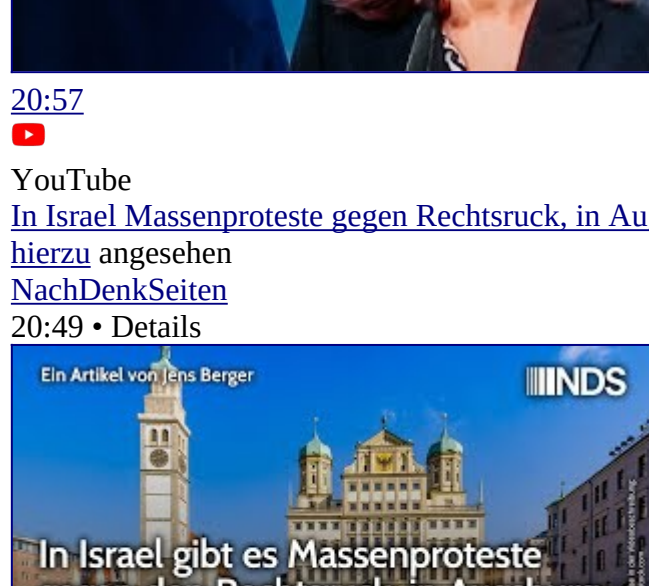 20:57
YouTube
In Israel Massenproteste gegen Rechtsruck, in Au
hierzu angesehen
NachDenkSeiten
20:49 • Details
Ein Artikel von Jens Berger
NDS
In Israel gibt es Massenproteste